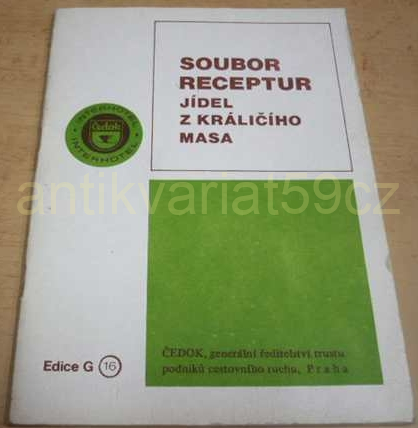 SOUBOR
RECEPTUR
JÍDEL
Z KRÁLIČÍHO
MASA
INTERHOTEL
Čedok
INTERHOTEL
antikvariat59cz
ČEDOK, generální ředitelství trustu
podniků cestovního ruchu, Praha
Edice G 16